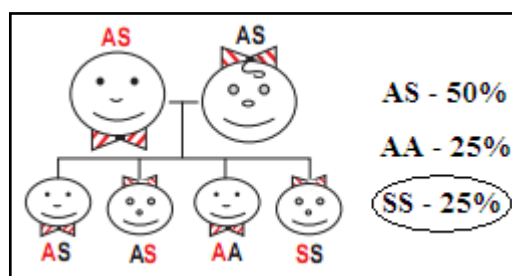 AS AS
AS - 50%
AA - 25%
SS - 25%
AS AS AA SS